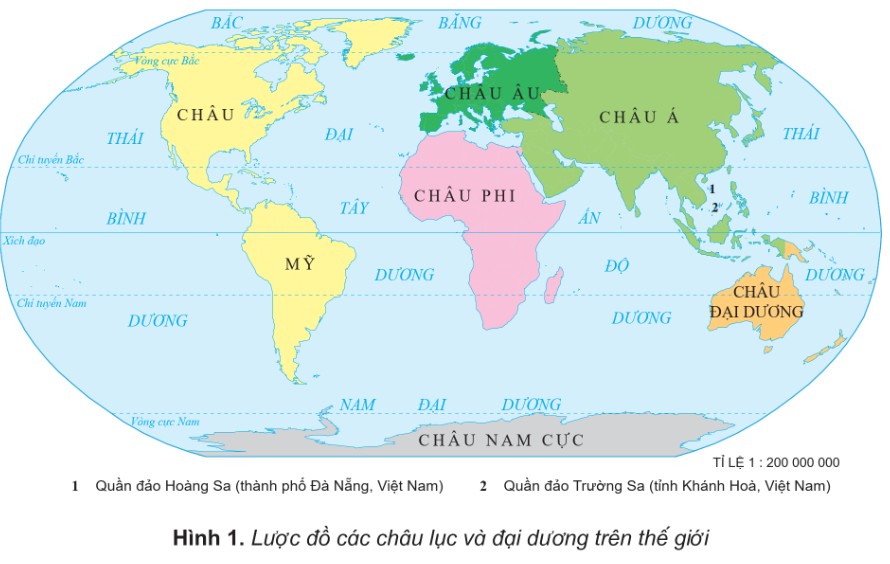 BẮC BĂNG DƯƠNG
Vòng cực Bắc
CHÂU ÂU
CHÂU
CHÂU Á
THÁI
ĐẠI
THÁI
Chí tuyến Bắc
CHÂU PHI
1
BÌNH
TÂY
ẤN
2
BÌNH
Xích đạo
MỸ
DƯƠNG
ĐỘ
DƯƠNG
CHÂU
ĐẠI DƯƠNG
Chí tuyến Nam
DƯƠNG
DƯƠNG
NAM ĐẠI DƯƠNG
Vòng cực Nam
CHÂU NAM CỰC
TỈ LỆ 1 : 200 000 000
1 Quần đảo Hoàng Sa (thành phố Đà Nẵng, Việt Nam) 2 Quần đảo Trường Sa (tỉnh Khánh Hoà, Việt Nam)
Hình 1. Lược đồ các châu lục và đại dương trên thế giới